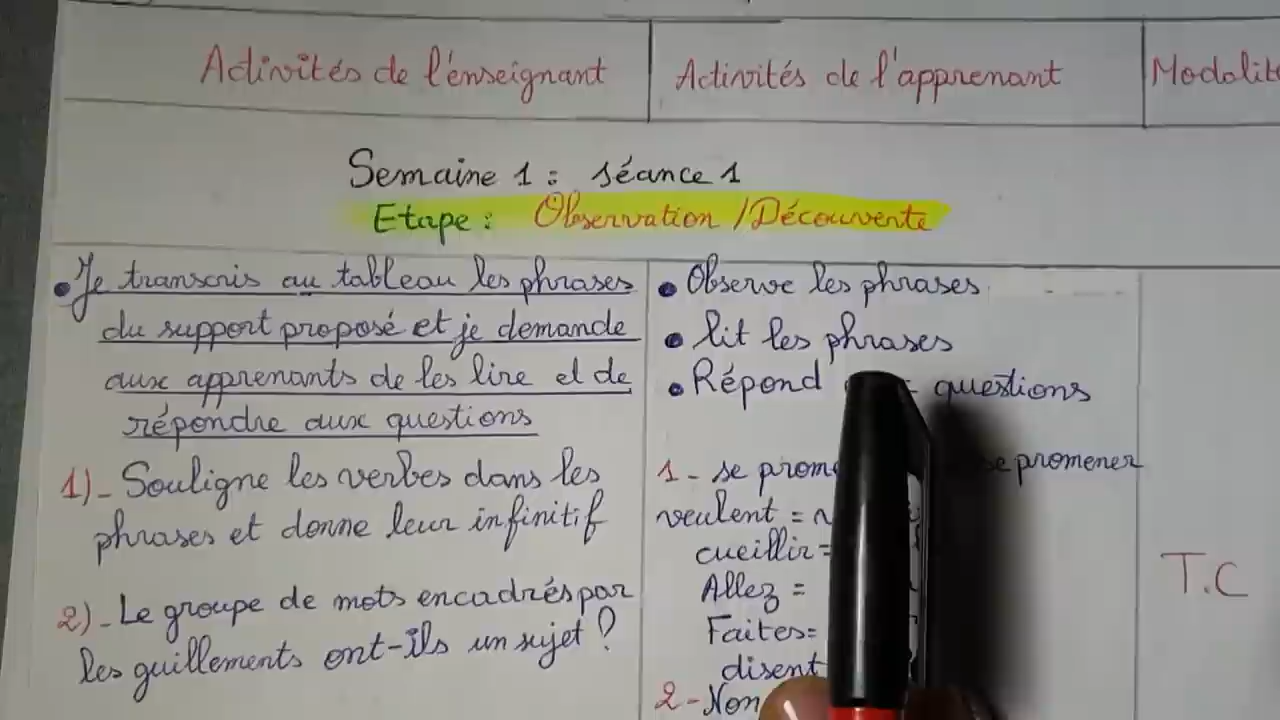 Activités de l'enseignant
Activités de l'apprenant
Modalit
Semaine 1 : séance 1
Etape : Observation / Découverte
• Je transcris au tableau les phrases
du support proposé et je demande
aux apprenants de les lire et de
répondre aux questions
1)- Souligne les verbes dans les
phrases et donne leur infinitif
2)- Le groupe de mots encadrés par
les guillements ont-ils un sujet ?
• Observe les phrases
• lit les phrases
• Répond questions
1 - se prome se promener
veulent =
cueillir =
Allez =
Faites =
disent
2 - Non
T.C